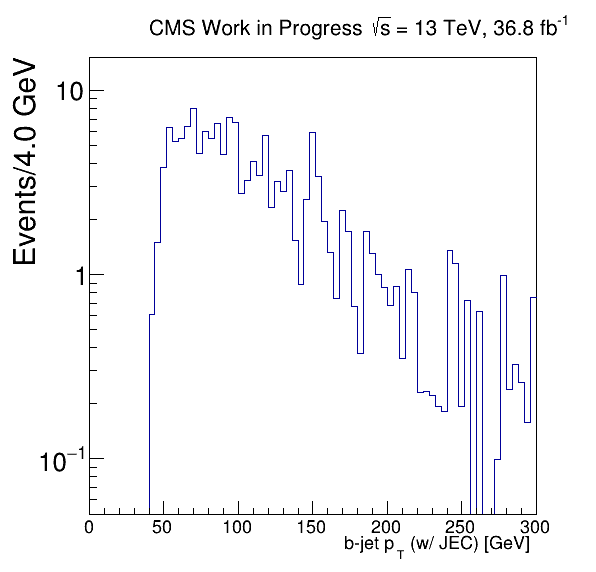 CMS Work in Progress √s = 13 TeV, 36.8 fb⁻¹
Events/4.0 GeV
10
1
10⁻¹
0 50 100 150 200 250 300
b-jet p_T (w/ JEC) [GeV]